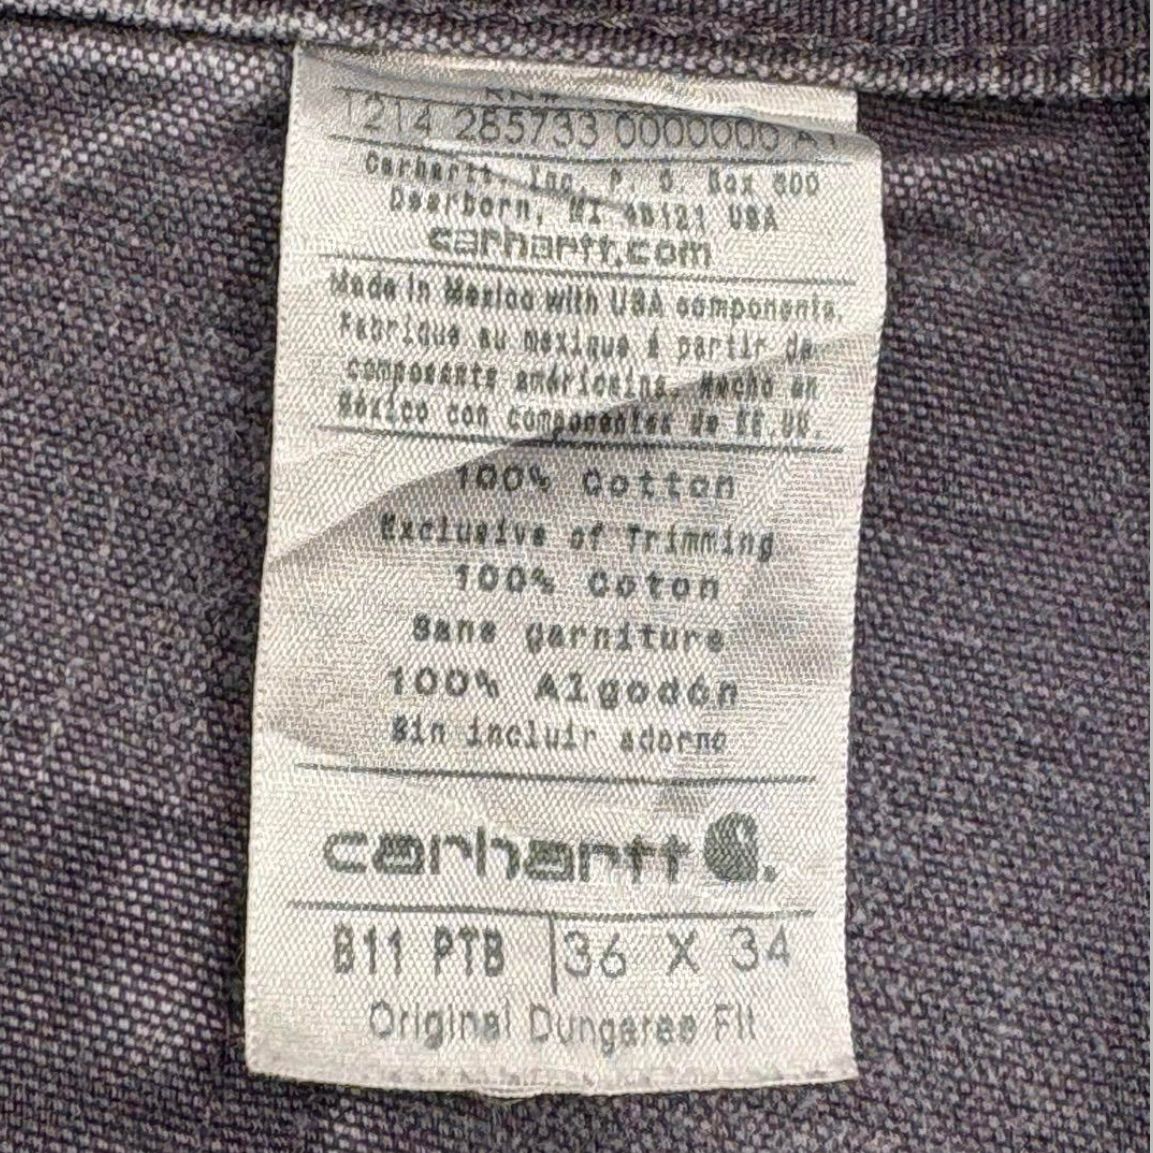 1214 285733 0000000 A1
Carhartt, Inc, P. O. Box 600
Dearborn, MI 48121 USA
carhartt.com
Made in Mexico with USA components.
Fabriqué au mexique á partir de
composants américains. Hecho en
México con componentes de EE.UU.
100% Cotton
Exclusive of Trimming
100% Coton
Sans garniture
100% Algodón
Sin incluir adorno
carhartt
B11 PTB | 36 X 34
Original Dungaree Fit